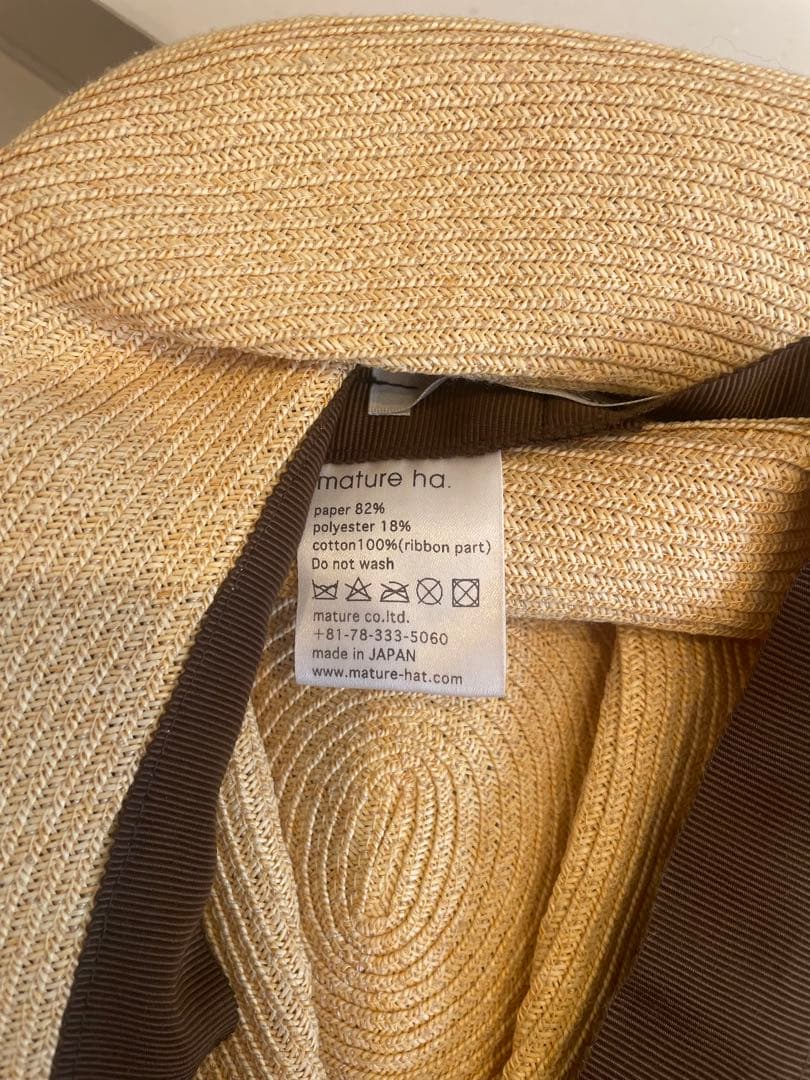 mature ha.
paper 82%
polyester 18%
cotton100%(ribbon part)
Do not wash
mature co.ltd.
+81-78-333-5060
made in JAPAN
www.mature-hat.com